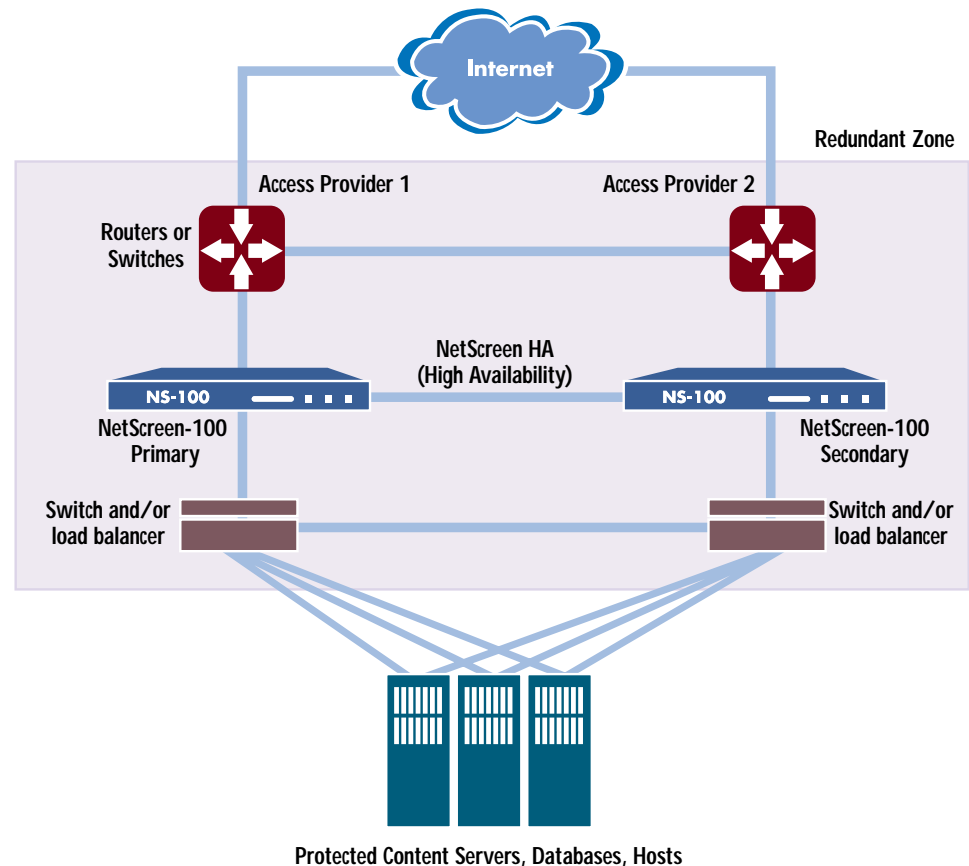 Internet
Redundant Zone
Access Provider 1
Access Provider 2
Routers or
Switches
NetScreen HA
(High Availability)
NS-100
NS-100
NetScreen-100
Primary
NetScreen-100
Secondary
Switch and/or
load balancer
Switch and/or
load balancer
Protected Content Servers, Databases, Hosts